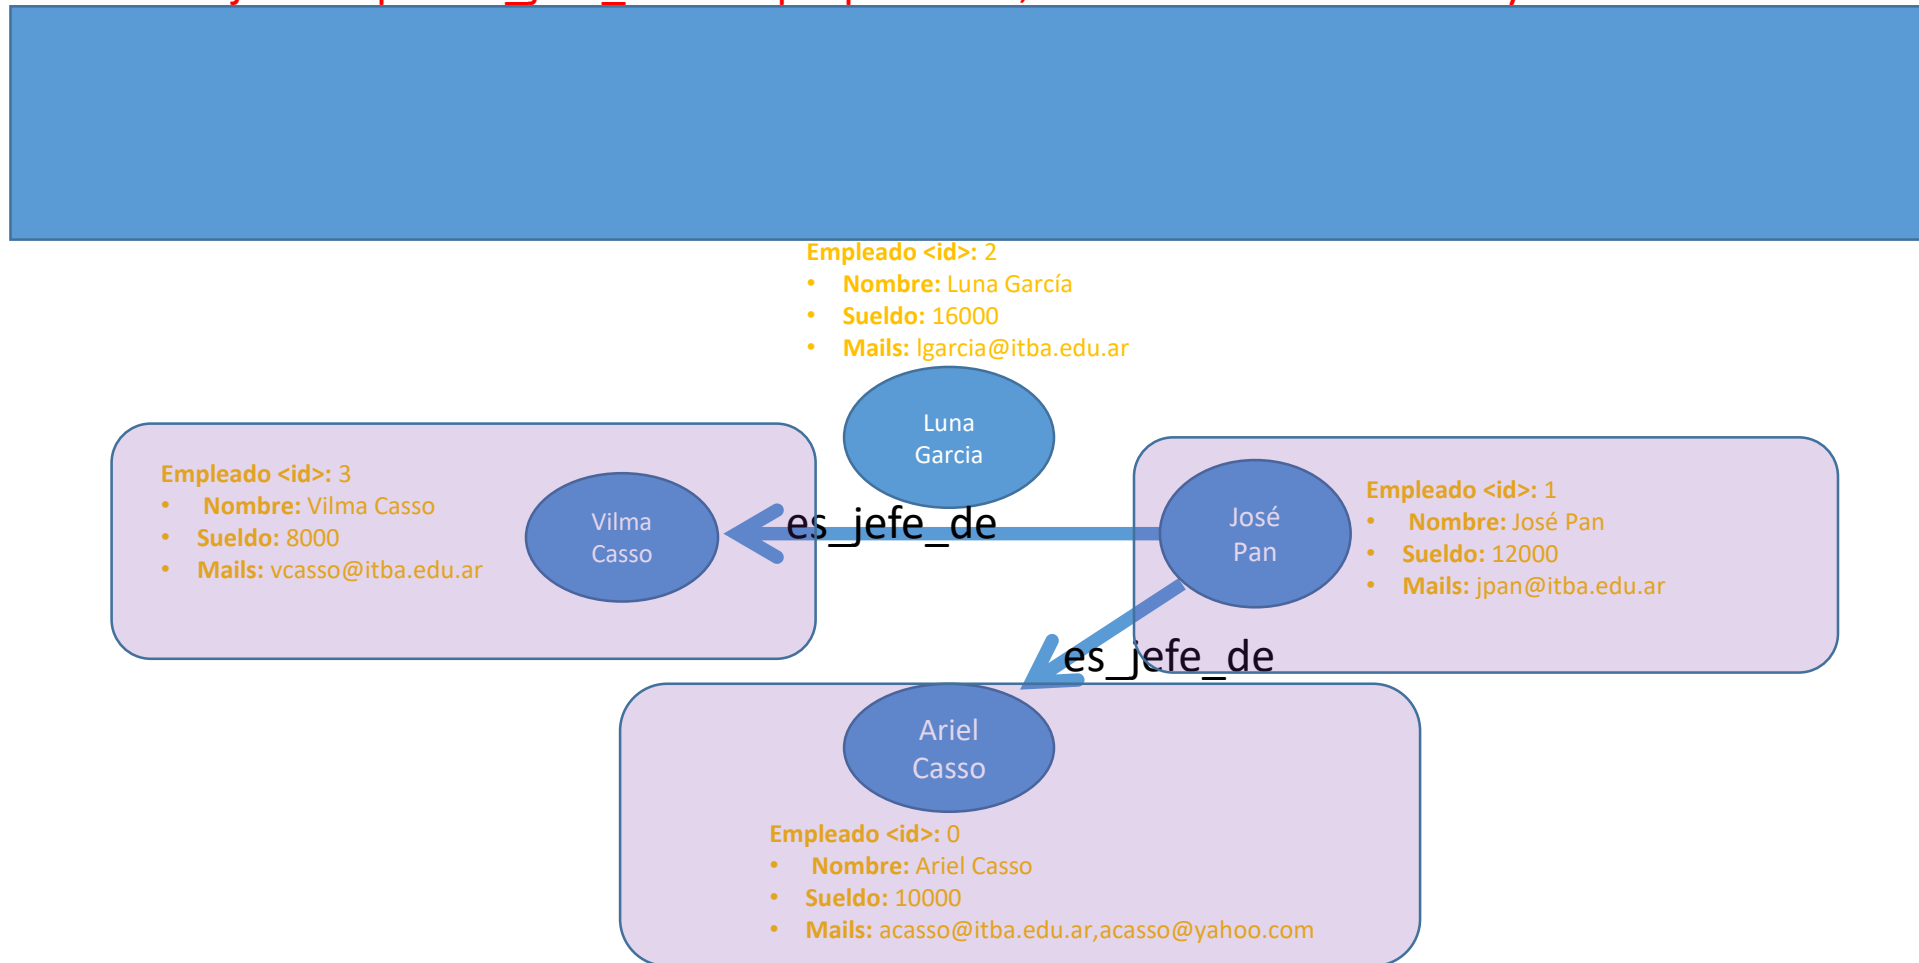 Empleado <id>: 2
• Nombre: Luna García
• Sueldo: 16000
• Mails: lgarcia@itba.edu.ar
Luna
Garcia
Empleado <id>: 3
• Nombre: Vilma Casso
• Sueldo: 8000
• Mails: vcasso@itba.edu.ar
Vilma
Casso
es_jefe_de
José
Pan
Empleado <id>: 1
• Nombre: José Pan
• Sueldo: 12000
• Mails: jpan@itba.edu.ar
es_jefe_de
Ariel
Casso
Empleado <id>: 0
• Nombre: Ariel Casso
• Sueldo: 10000
• Mails: acasso@itba.edu.ar,acasso@yahoo.com